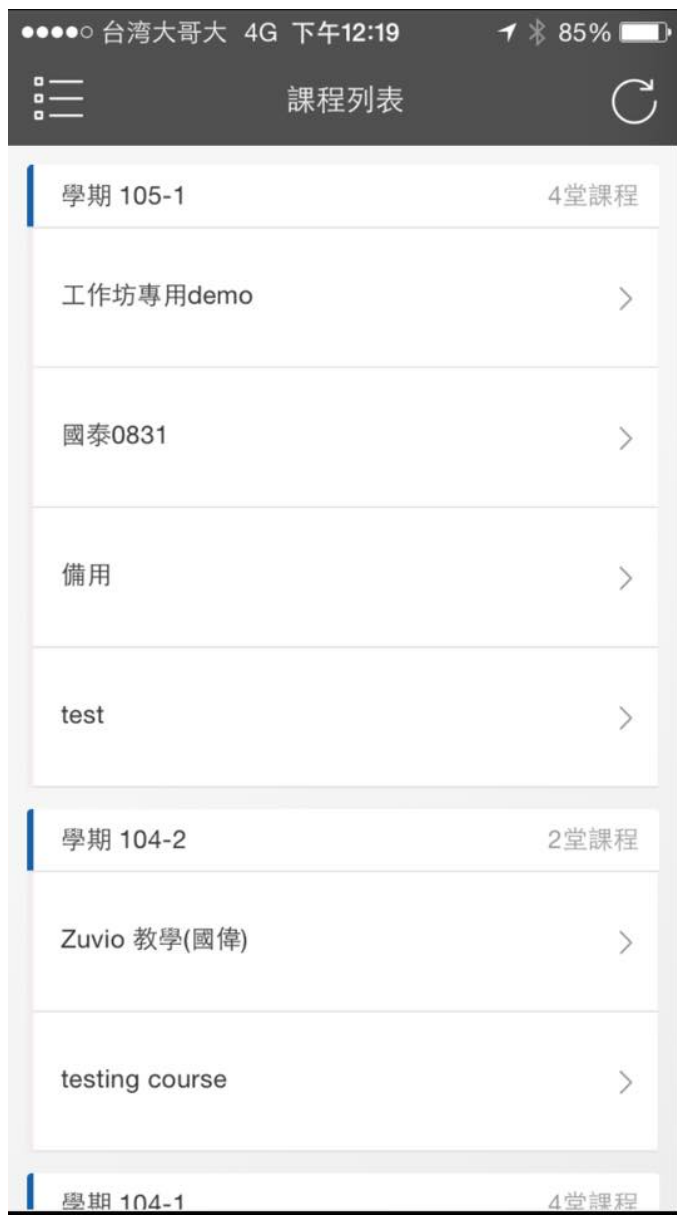 台湾大哥大 4G 下午12:19 85%
課程列表
學期 105-1 4堂課程
工作坊專用demo
國泰0831
備用
test
學期 104-2 2堂課程
Zuvio 教學(國偉)
testing course
學期 104-1 4堂課程